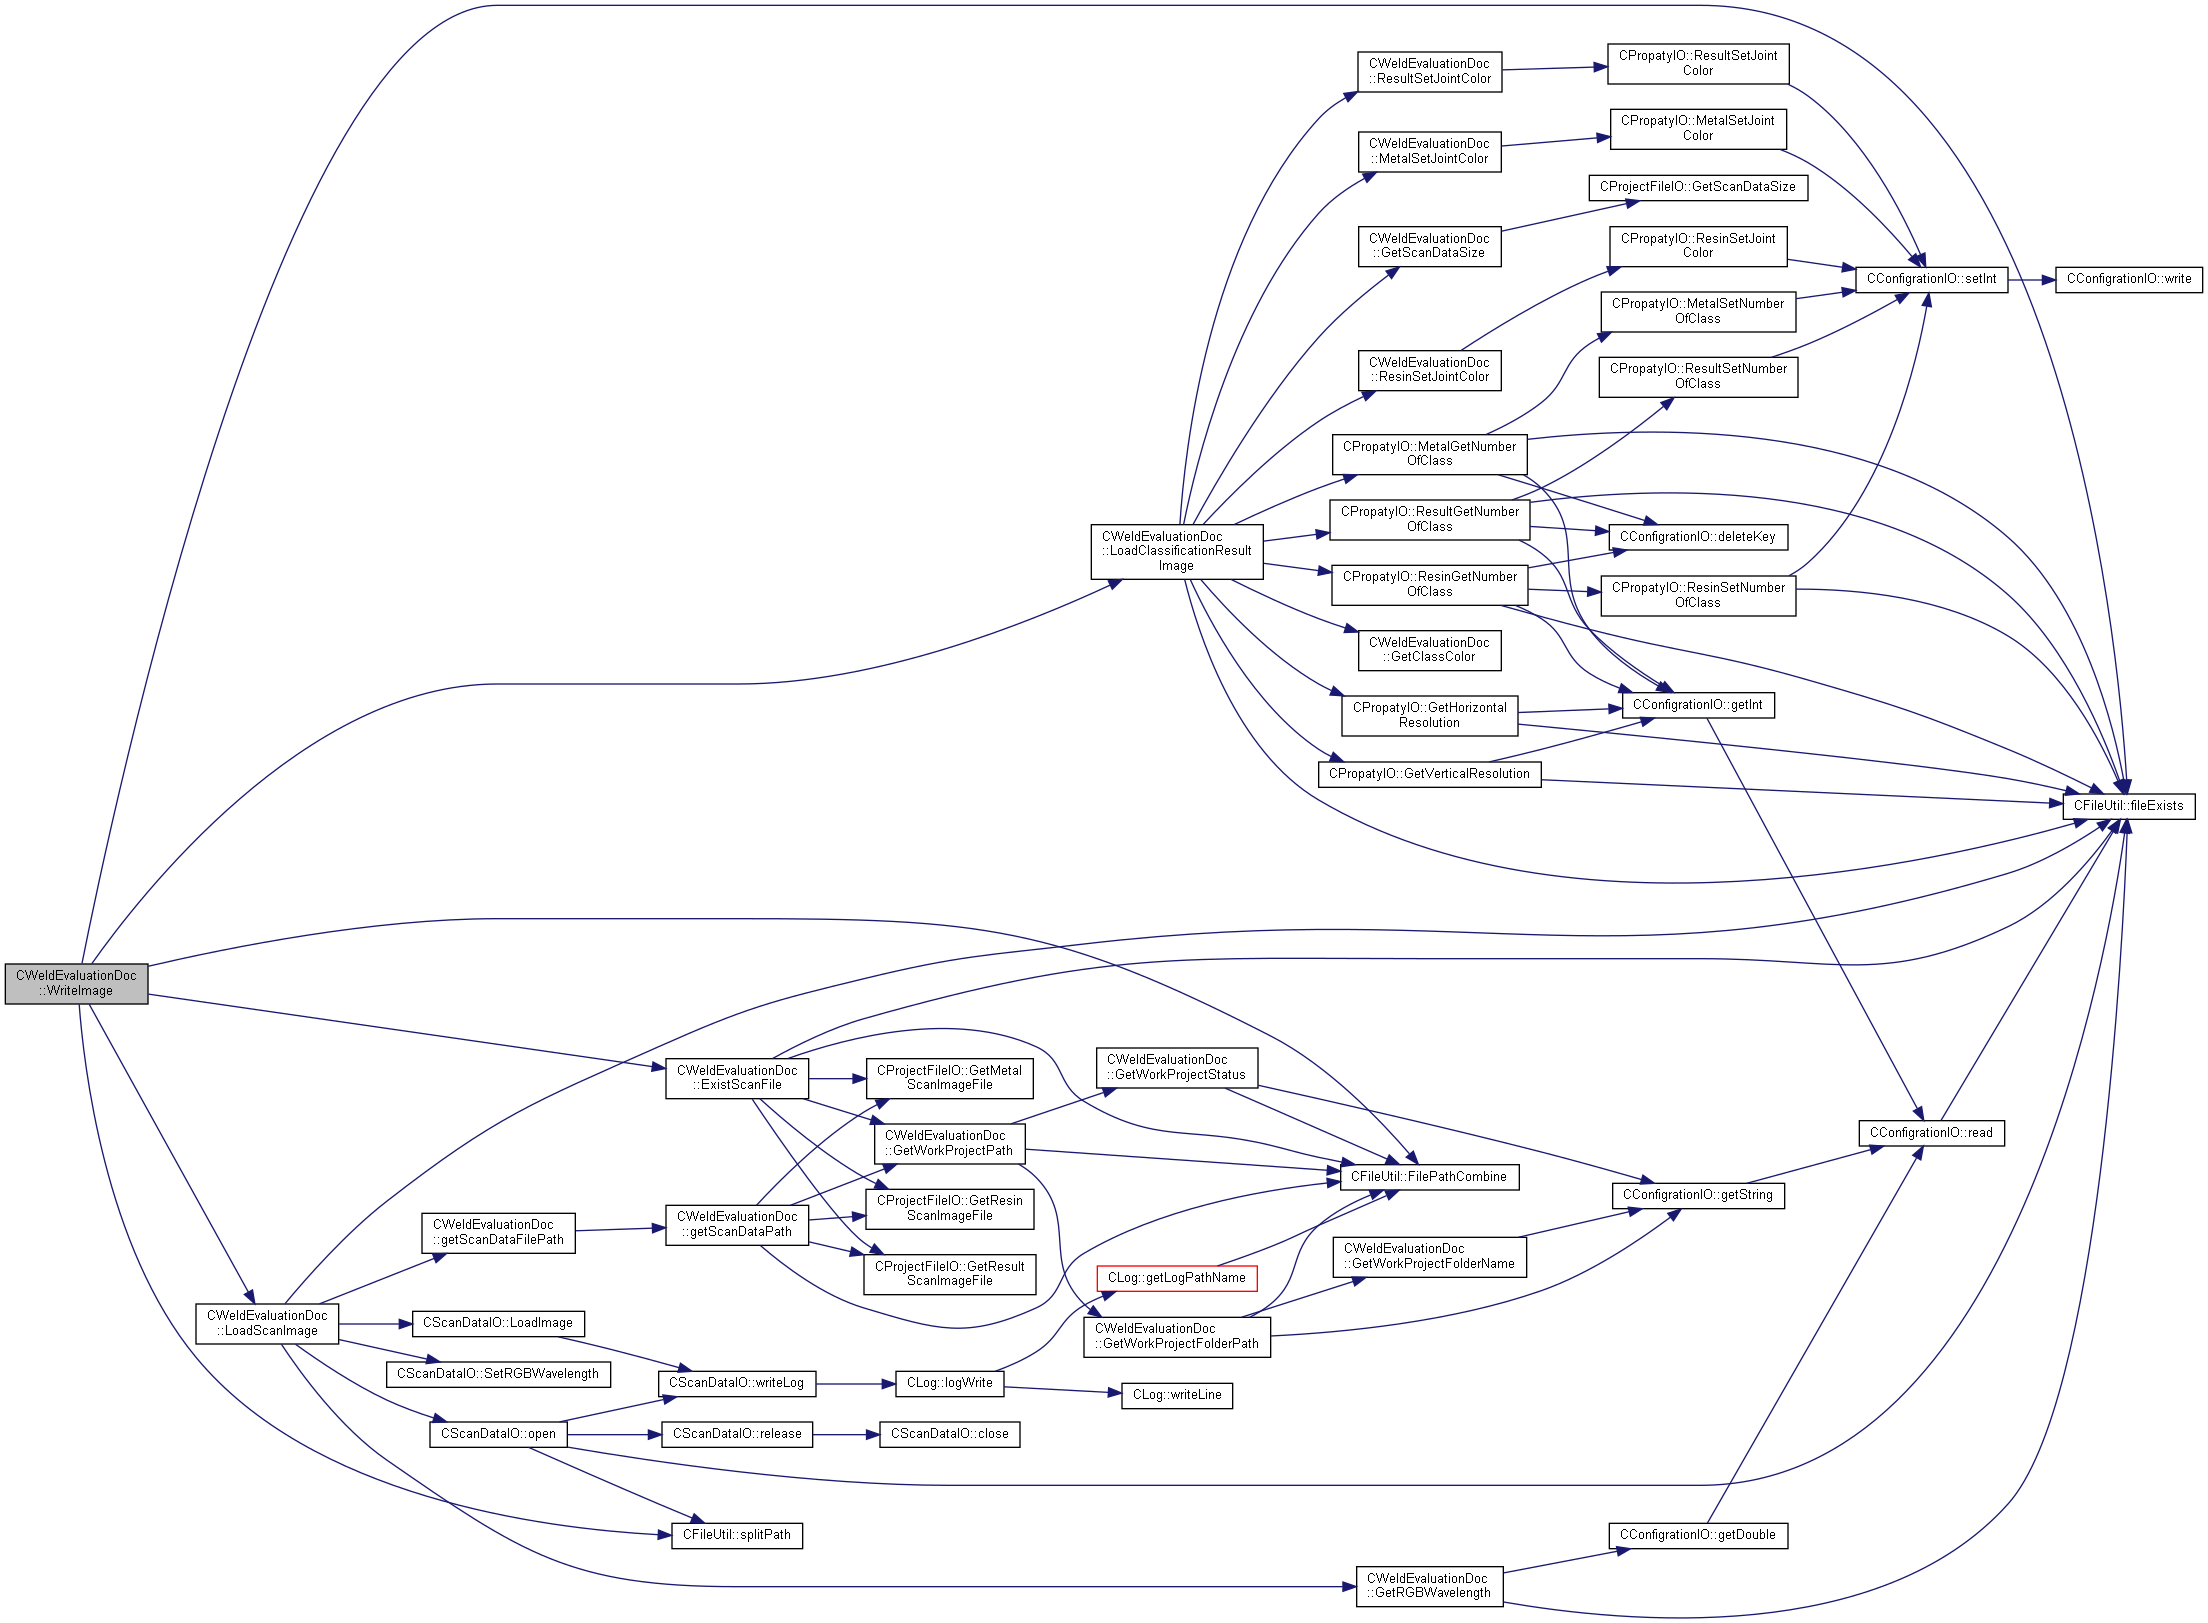 CWeldEvaluationDoc
::WriteImage
CFileUtil::fileExists
CWeldEvaluationDoc
::LoadClassificationResult
Image
CWeldEvaluationDoc
::ResultSetJointColor
CPropatyIO::ResultSetJoint
Color
CWeldEvaluationDoc
::MetalSetJointColor
CPropatyIO::MetalSetJoint
Color
CWeldEvaluationDoc
::GetScanDataSize
CProjectFileIO::GetScanDataSize
CWeldEvaluationDoc
::ResinSetJointColor
CPropatyIO::ResinSetJoint
Color
CConfigrationIO::setInt
CConfigrationIO::write
CPropatyIO::MetalSetNumber
OfClass
CPropatyIO::ResultSetNumber
OfClass
CPropatyIO::MetalGetNumber
OfClass
CPropatyIO::ResultGetNumber
OfClass
CConfigrationIO::deleteKey
CPropatyIO::ResinGetNumber
OfClass
CPropatyIO::ResinSetNumber
OfClass
CWeldEvaluationDoc
::GetClassColor
CPropatyIO::GetHorizontal
Resolution
CConfigrationIO::getInt
CPropatyIO::GetVerticalResolution
CWeldEvaluationDoc
::ExistScanFile
CProjectFileIO::GetMetal
ScanImageFile
CWeldEvaluationDoc
::GetWorkProjectStatus
CWeldEvaluationDoc
::GetWorkProjectPath
CConfigrationIO::read
CFileUtil::FilePathCombine
CProjectFileIO::GetResin
ScanImageFile
CConfigrationIO::getString
CWeldEvaluationDoc
::getScanDataFilePath
CWeldEvaluationDoc
::getScanDataPath
CProjectFileIO::GetResult
ScanImageFile
CWeldEvaluationDoc
::GetWorkProjectFolderName
CLog::getLogPathName
CWeldEvaluationDoc
::LoadScanImage
CScanDataIO::LoadImage
CWeldEvaluationDoc
::GetWorkProjectFolderPath
CScanDataIO::SetRGBWavelength
CScanDataIO::writeLog
CLog::logWrite
CLog::writeLine
CScanDataIO::open
CScanDataIO::release
CScanDataIO::close
CFileUtil::splitPath
CConfigrationIO::getDouble
CWeldEvaluationDoc
::GetRGBWavelength